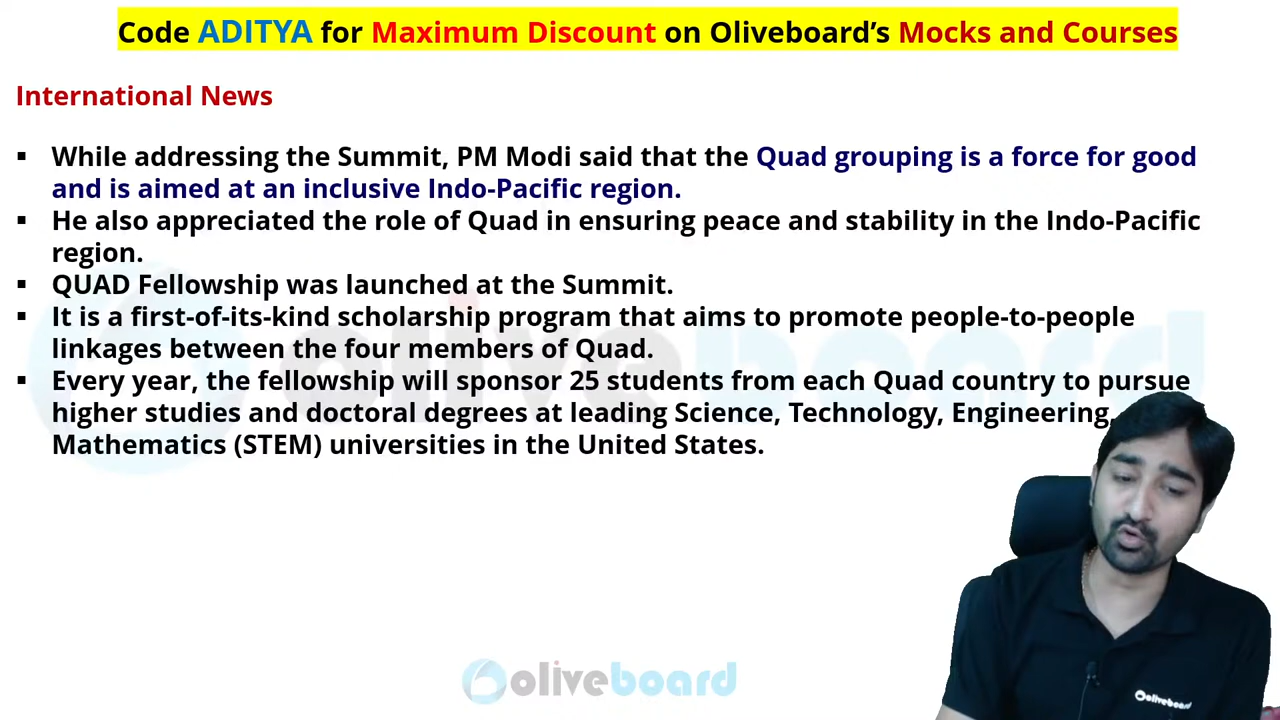 Code ADITYA for Maximum Discount on Oliveboard’s Mocks and Courses
International News
▪ While addressing the Summit, PM Modi said that the Quad grouping is a force for good
and is aimed at an inclusive Indo-Pacific region.
▪ He also appreciated the role of Quad in ensuring peace and stability in the Indo-Pacific
region.
▪ QUAD Fellowship was launched at the Summit.
▪ It is a first-of-its-kind scholarship program that aims to promote people-to-people
linkages between the four members of Quad.
▪ Every year, the fellowship will sponsor 25 students from each Quad country to pursue
higher studies and doctoral degrees at leading Science, Technology, Engineering,
Mathematics (STEM) universities in the United States.
oliveboard
oliveboard
oliveboard